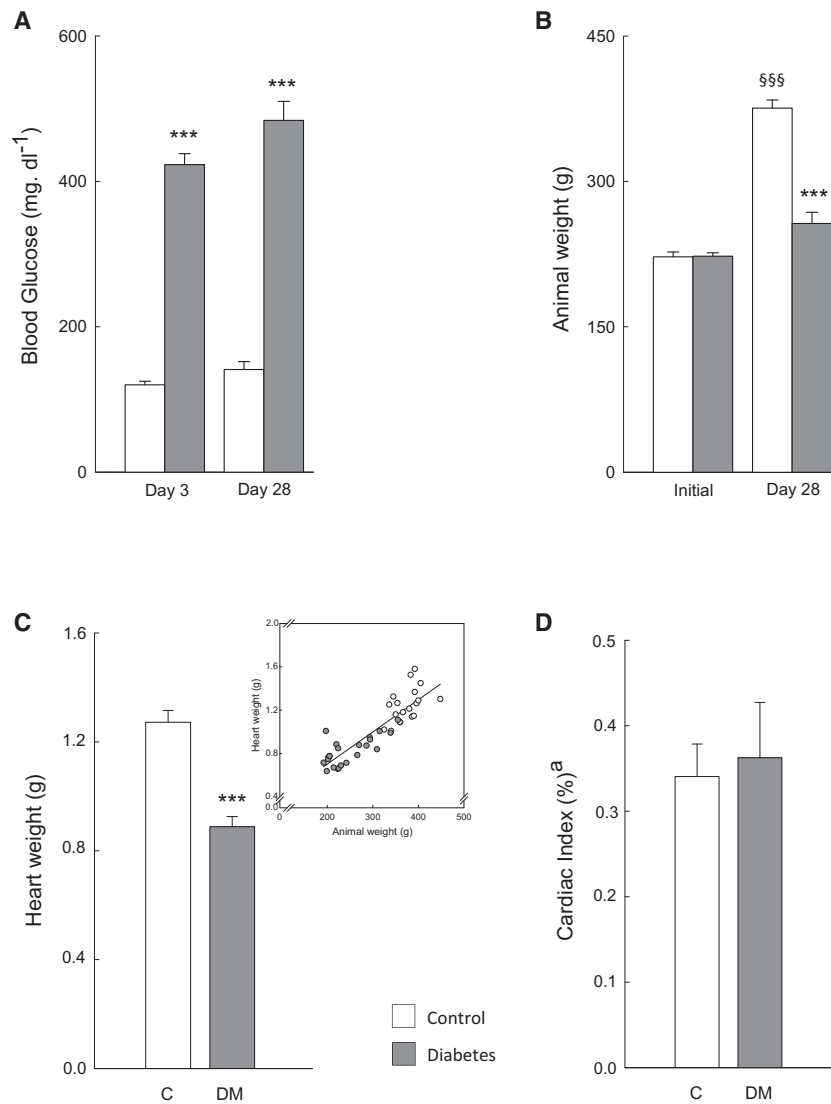 A
Blood Glucose (mg. dl-1)
600
400
200
0
***
***
Day 3
Day 28
B
Animal weight (g)
450
300
150
0
§§§
***
Initial
Day 28
C
Heart weight (g)
1.6
1.2
0.8
0.4
0.0
***
C
DM
Heart weight (g)
2.0
1.6
1.2
0.8
0.4
0.0
0
200
300
400
500
Animal weight (g)
Control
Diabetes
D
Cardiac Index (%)a
0.5
0.4
0.3
0.2
0.1
0.0
C
DM